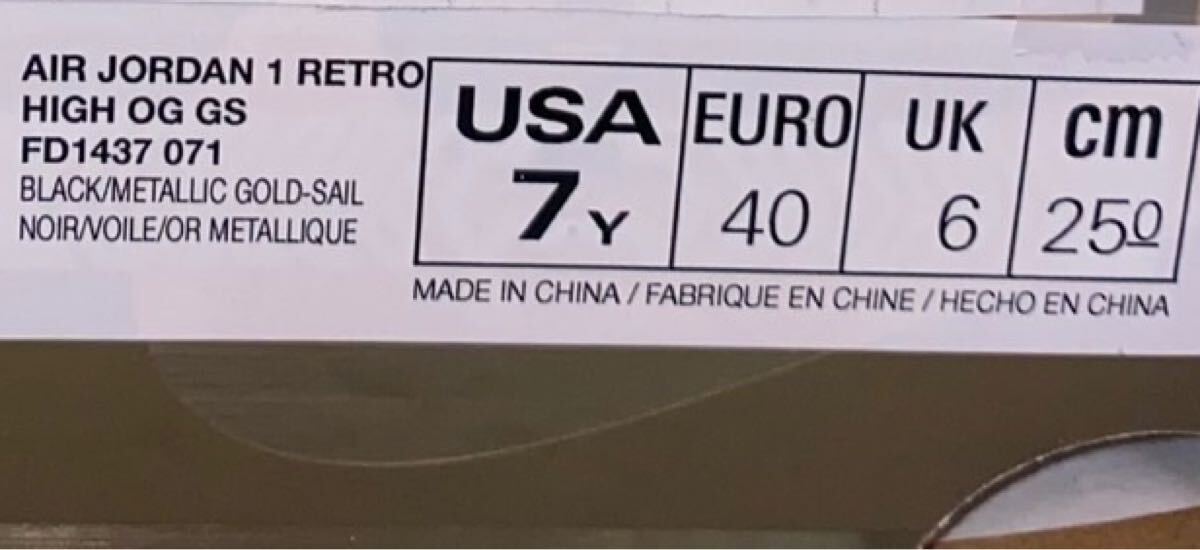 AIR JORDAN 1 RETRO
HIGH OG GS
FD1437 071
BLACK/METALLIC GOLD-SAIL
NOIR/VOILE/OR METALLIQUE
USA EURO UK cm
7Y 40 6 250
MADE IN CHINA / FABRIQUE EN CHINE / HECHO EN CHINA